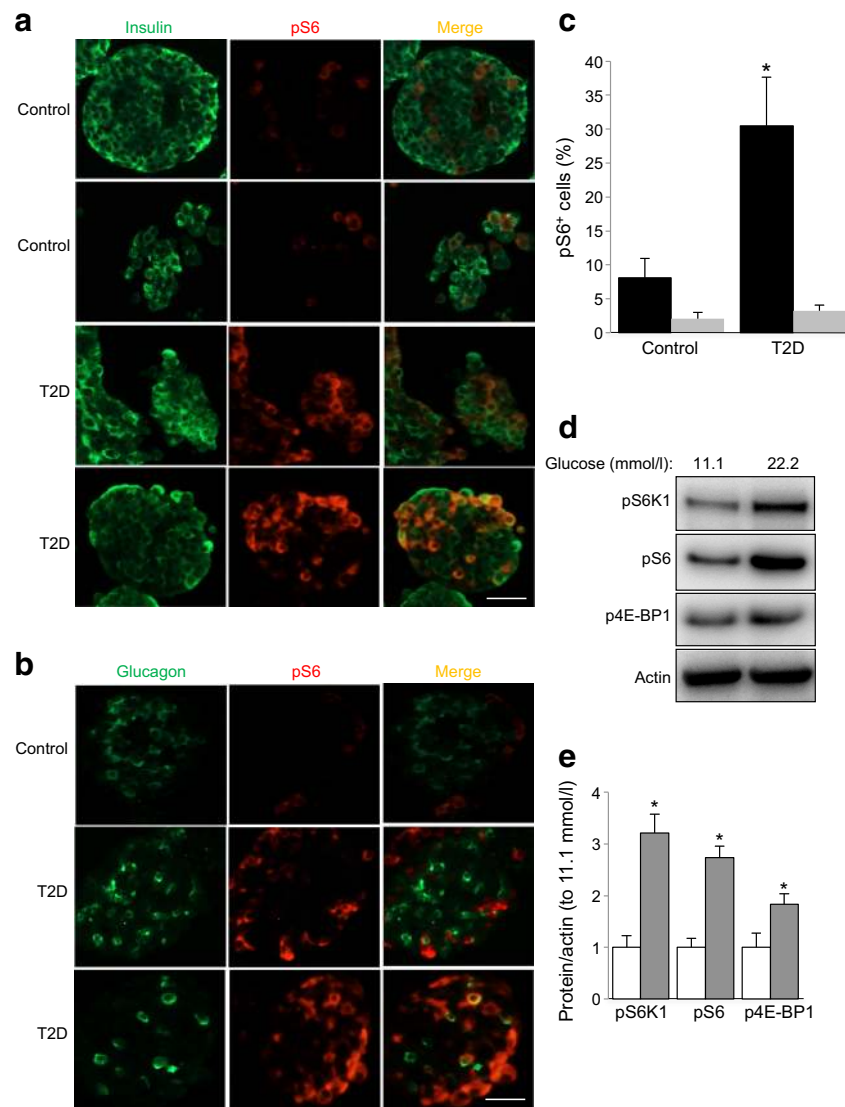 a
Insulin pS6 Merge
Control
Control
T2D
T2D
b
Glucagon pS6 Merge
Control
T2D
T2D
c
40
35
30
25
20
15
10
5
0
pS6⁺ cells (%)
*
Control T2D
d
Glucose (mmol/l): 11.1 22.2
pS6K1
pS6
p4E-BP1
Actin
e
4
3
2
1
0
Protein/actin (to 11.1 mmol/l)
* * *
pS6K1 pS6 p4E-BP1